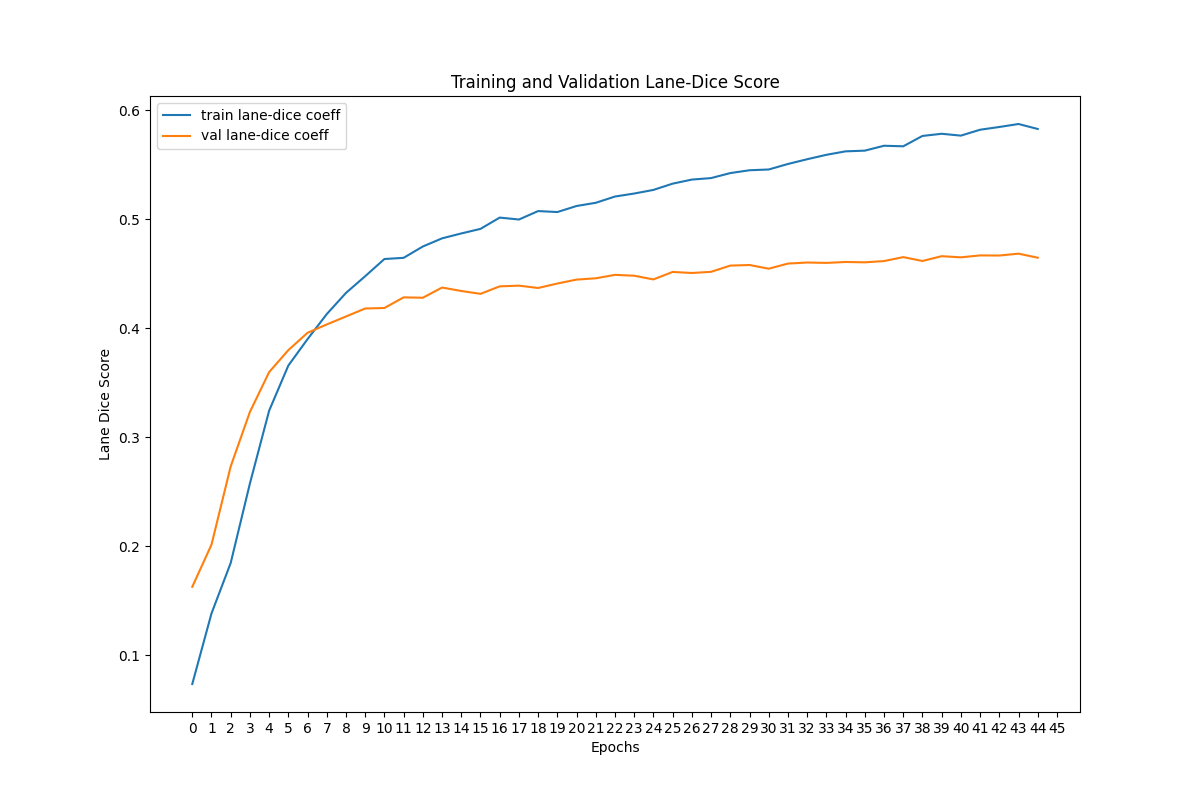 Training and Validation Lane-Dice Score
train lane-dice coeff
val lane-dice coeff
0.6
0.5
0.4
0.3
0.2
0.1
Lane Dice Score
0 1 2 3 4 5 6 7 8 9 10 11 12 13 14 15 16 17 18 19 20 21 22 23 24 25 26 27 28 29 30 31 32 33 34 35 36 37 38 39 40 41 42 43 44 45
Epochs